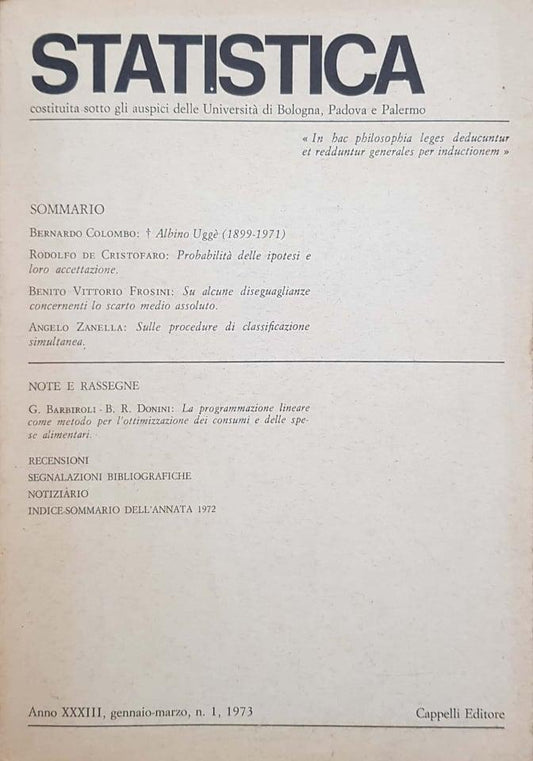 STATISTICA
costituita sotto gli auspici delle Università di Bologna, Padova e Palermo
« In hac philosophia leges deducuntur
et redduntur generales per inductionem »
SOMMARIO
BERNARDO COLOMBO: † Albino Uggè (1899-1971)
RODOLFO DE CRISTOFARO: Probabilità delle ipotesi e
loro accettazione.
BENITO VITTORIO FROSINI: Su alcune diseguaglianze
concernenti lo scarto medio assoluto.
ANGELO ZANELLA: Sulle procedure di classificazione
simultanea.
NOTE E RASSEGNE
G. BARBIROLI - B. R. DONINI: La programmazione lineare
come metodo per l'ottimizzazione dei consumi e delle spe-
se alimentari.
RECENSIONI
SEGNALAZIONI BIBLIOGRAFICHE
NOTIZIARIO
INDICE-SOMMARIO DELL'ANNATA 1972
Anno XXXIII, gennaio-marzo, n. 1, 1973
Cappelli Editore